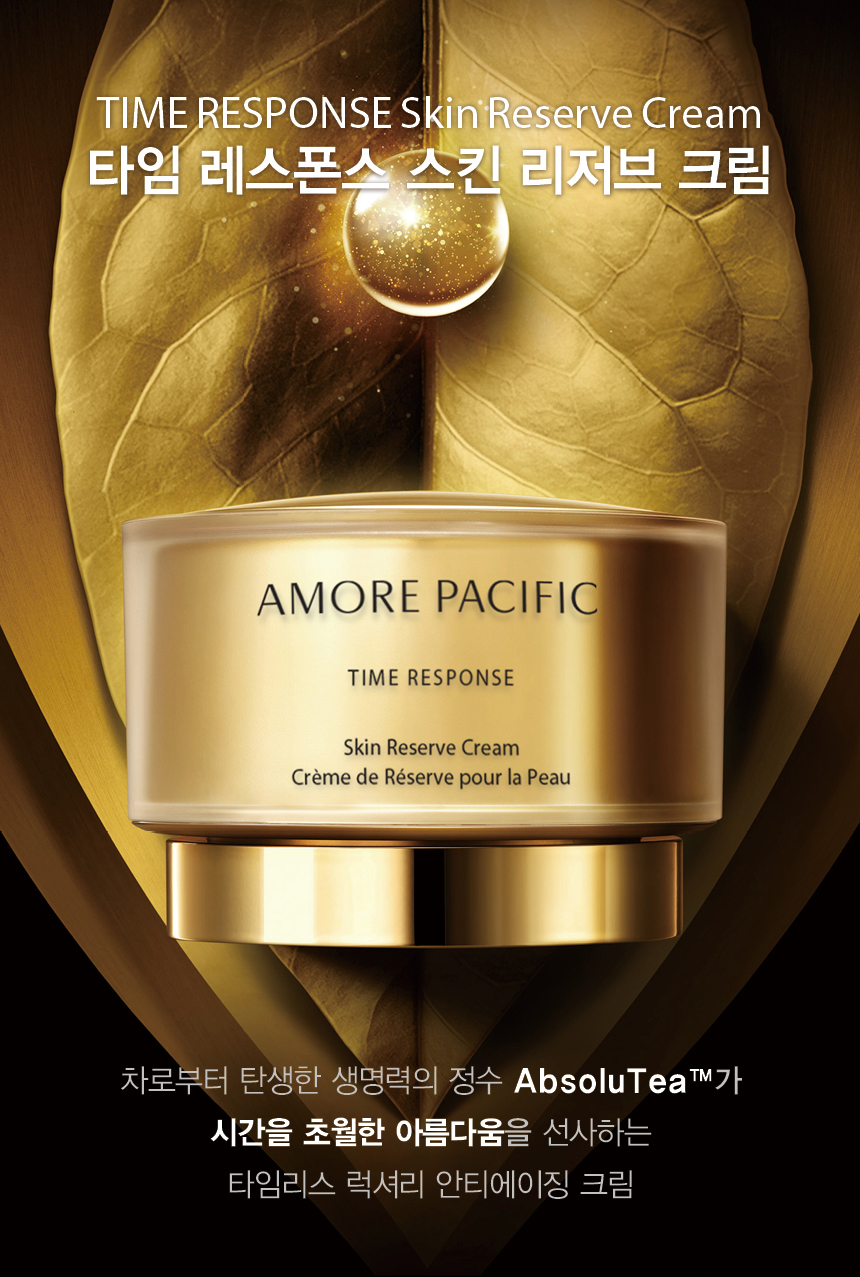 TIME RESPONSE Skin Reserve Cream
타임 레스폰스 스킨 리저브 크림
AMORE PACIFIC
TIME RESPONSE
Skin Reserve Cream
Crème de Réserve pour la Peau
차로부터 탄생한 생명력의 정수 AbsoluTea™가
시간을 초월한 아름다움을 선사하는
타임리스 럭셔리 안티에이징 크림